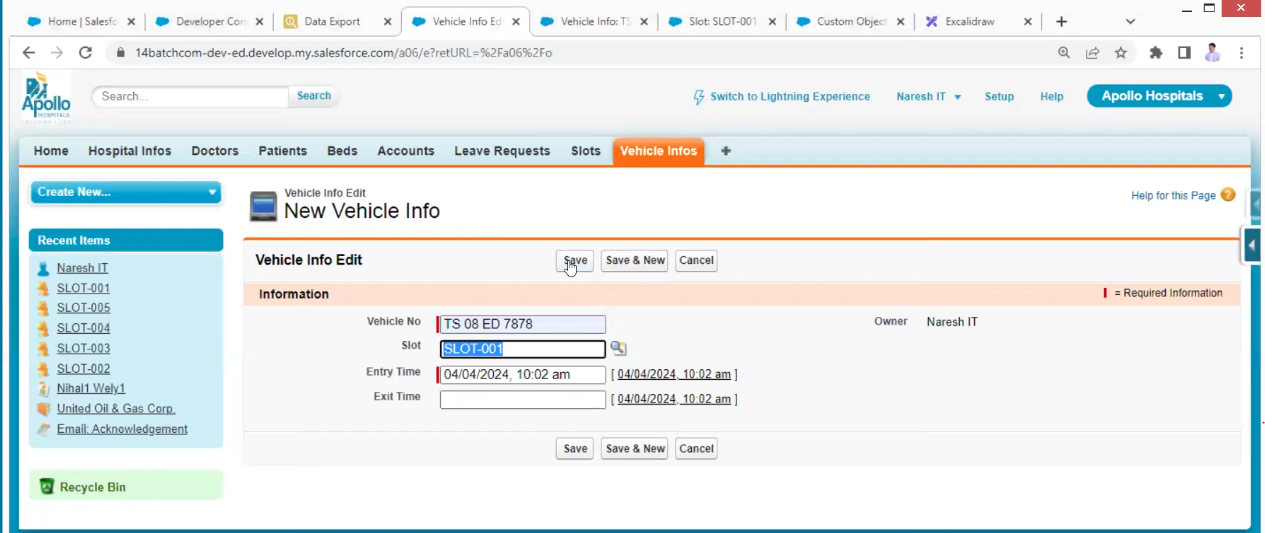 Home | Salesfo
Developer Con
Data Export
Vehicle Info Ed
Vehicle Info: TS
Slot: SLOT-001
Custom Object
Excalidraw
14batchcom-dev-ed.develop.my.salesforce.com/a06/e?retURL=%2Fa06%2Fo
Apollo
HOSPITALS
Search...
Search
Switch to Lightning Experience
Naresh IT
Setup
Help
Apollo Hospitals
Home
Hospital Infos
Doctors
Patients
Beds
Accounts
Leave Requests
Slots
Vehicle Infos
Create New...
Recent Items
Naresh IT
SLOT-001
SLOT-005
SLOT-004
SLOT-003
SLOT-002
Nihal1 Wely1
United Oil & Gas Corp.
Email: Acknowledgement
Recycle Bin
Vehicle Info Edit
New Vehicle Info
Help for this Page
Vehicle Info Edit
Save
Save & New
Cancel
Information
= Required Information
Vehicle No
TS 08 ED 7878
Owner
Naresh IT
Slot
SLOT-001
Entry Time
04/04/2024, 10:02 am
[ 04/04/2024, 10:02 am ]
Exit Time
[ 04/04/2024, 10:02 am ]
Save
Save & New
Cancel